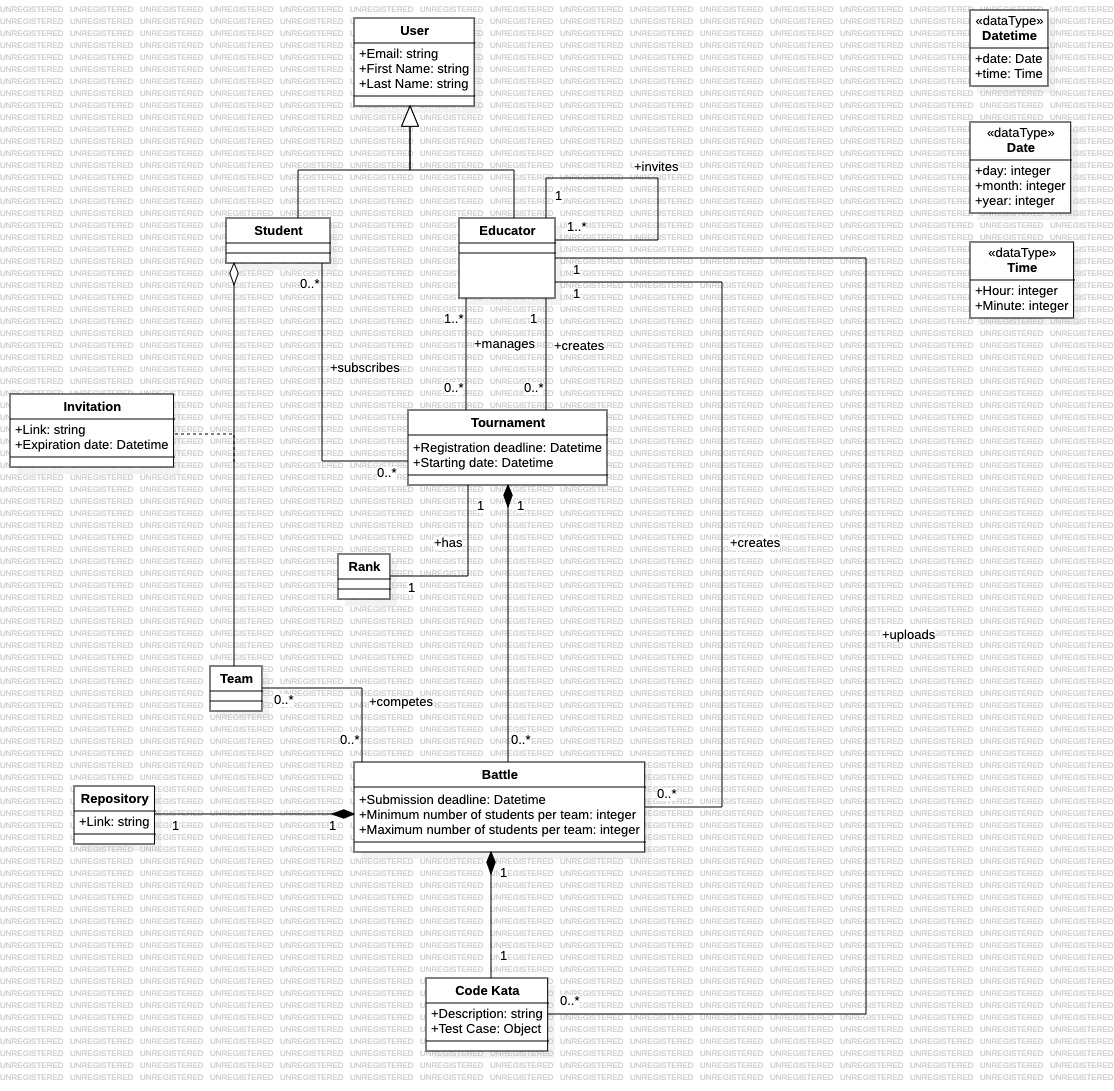 User
+Email: string
+First Name: string
+Last Name: string
«dataType»
Datetime
+date: Date
+time: Time
«dataType»
Date
+day: integer
+month: integer
+year: integer
«dataType»
Time
+Hour: integer
+Minute: integer
+invites
1
1..*
Student
Educator
0..*
1
1
1..*
1
+manages
+creates
+subscribes
0..*
0..*
Invitation
+Link: string
+Expiration date: Datetime
Tournament
+Registration deadline: Datetime
+Starting date: Datetime
0..*
1
1
+has
+creates
Rank
1
+uploads
Team
0..*
+competes
0..*
0..*
Battle
+Submission deadline: Datetime
+Minimum number of students per team: integer
+Maximum number of students per team: integer
0..*
Repository
+Link: string
1
1
1
1
Code Kata
+Description: string
+Test Case: Object
0..*
UNREGISTERED